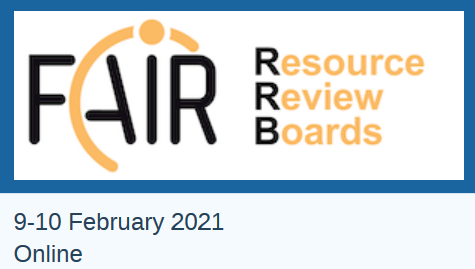 FAIR
Resource
Review
Boards
9-10 February 2021
Online